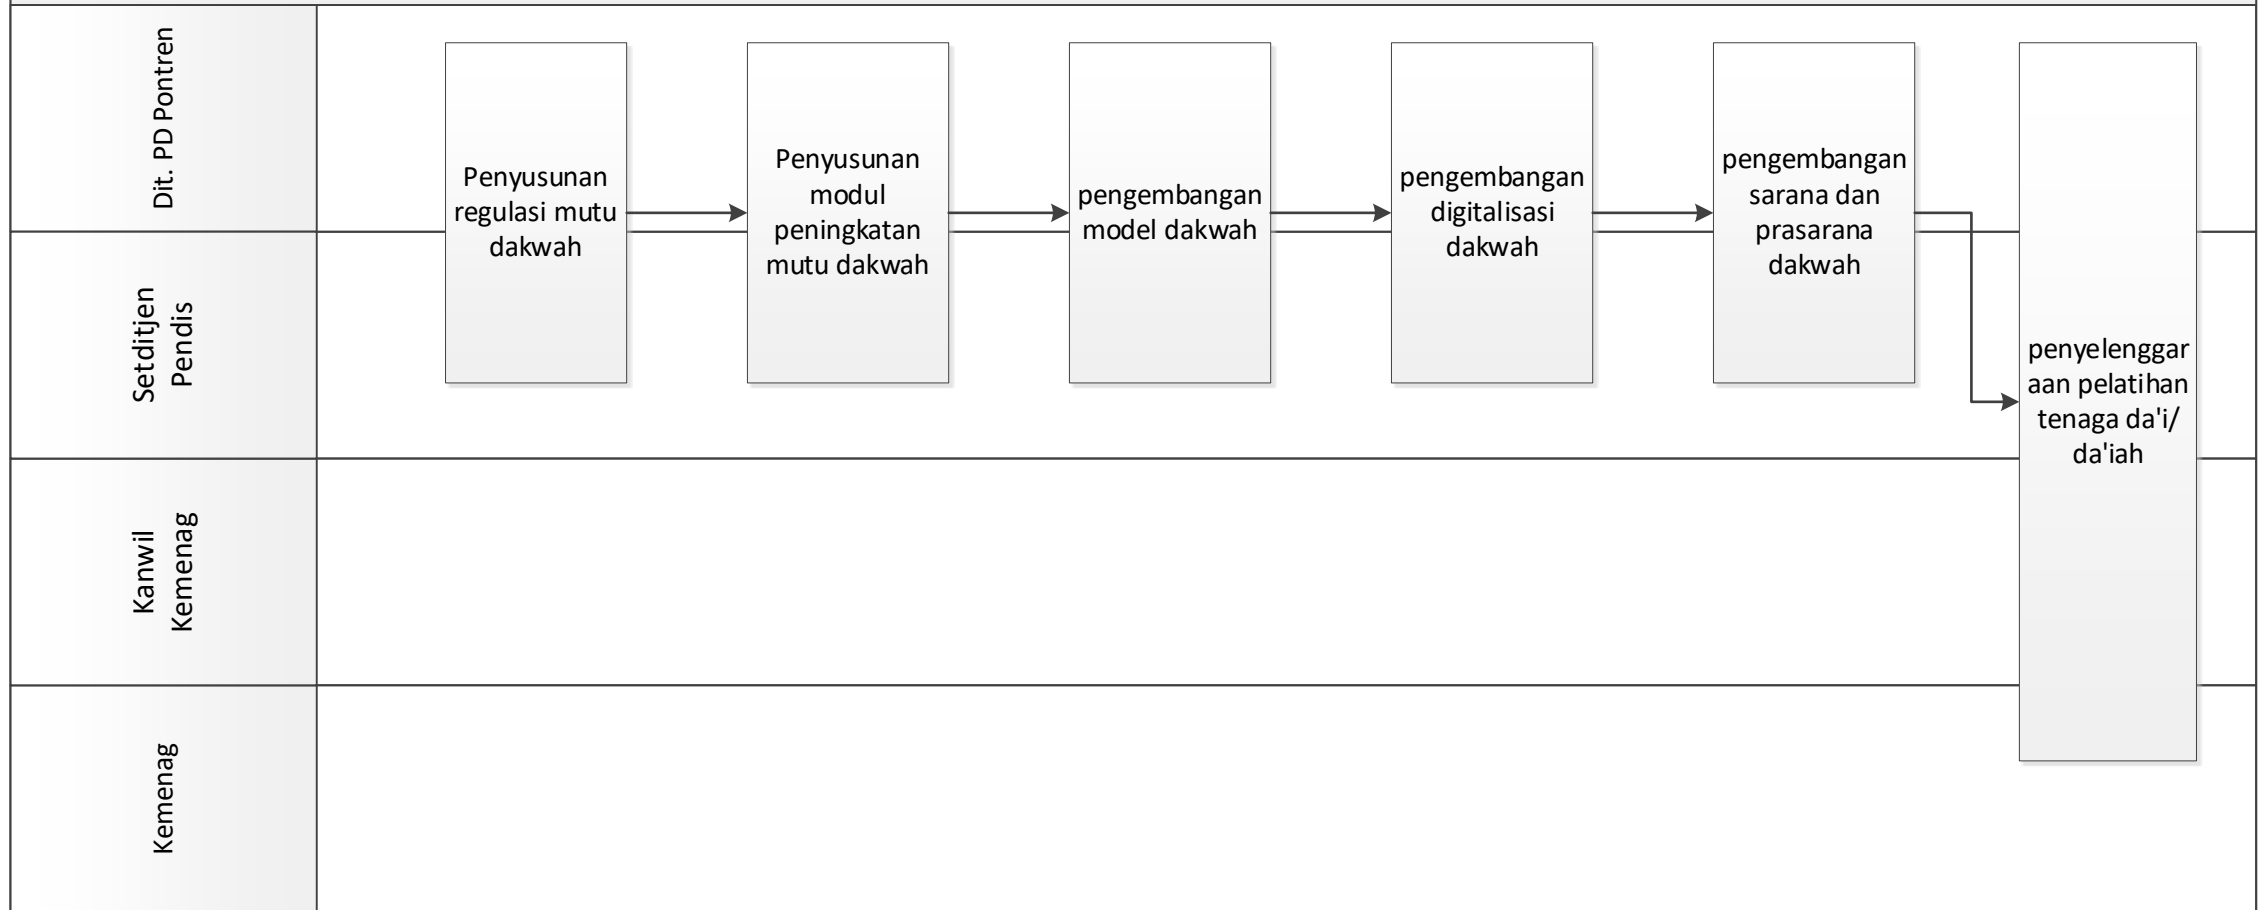 Dit. PD Pontren
Penyusunan
regulasi mutu
dakwah
Penyusunan
modul
peningkatan
mutu dakwah
pengembangan
model dakwah
pengembangan
digitalisasi
dakwah
pengembangan
sarana dan
prasarana
dakwah
penyelenggar
aan pelatihan
tenaga da'i/
da'iah
Setditjen
Pendis
Kanwil
Kemenag
Kemenag